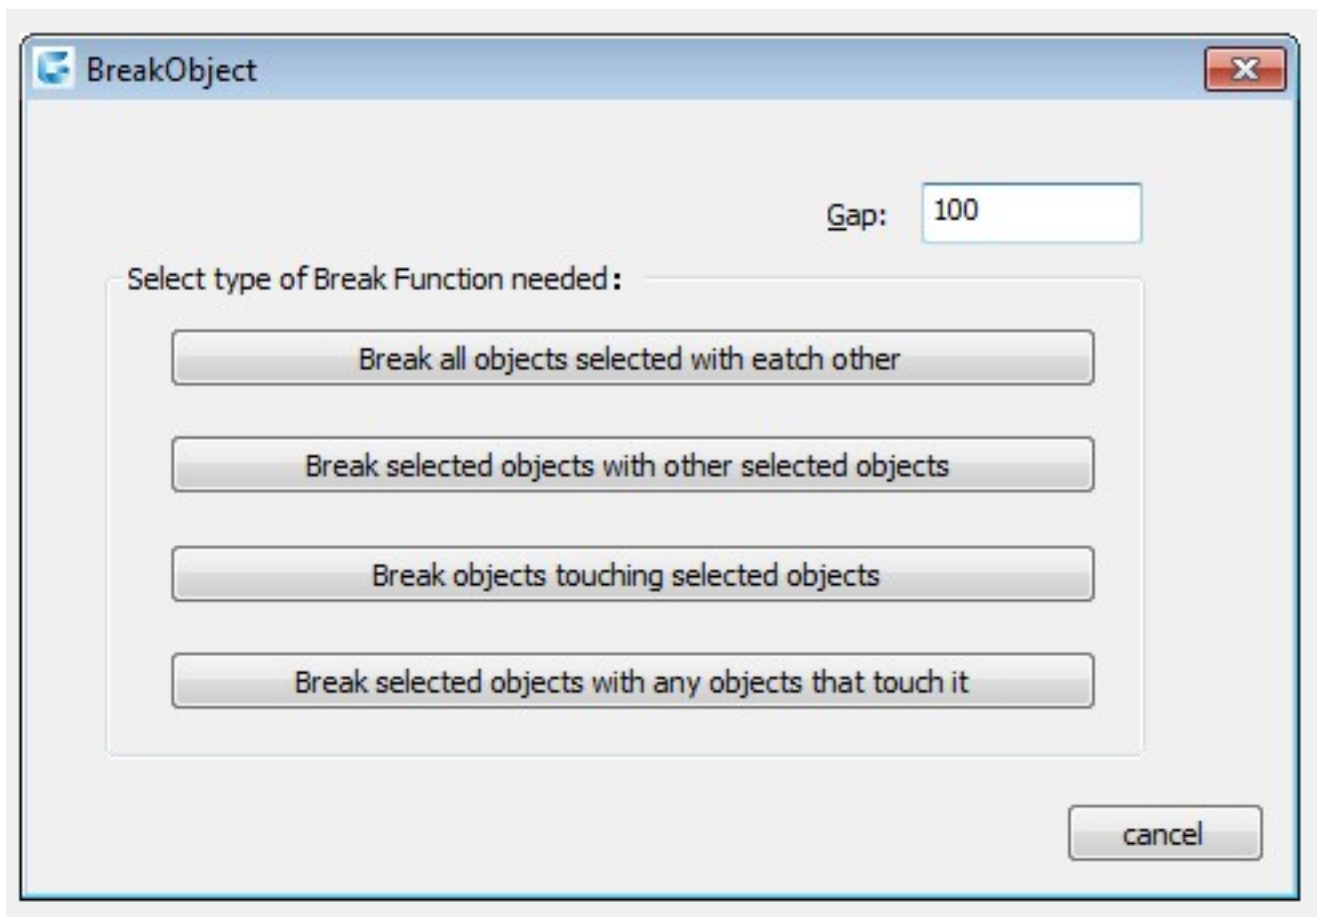 BreakObject
Gap: 100
Select type of Break Function needed:
Break all objects selected with eatch other
Break selected objects with other selected objects
Break objects touching selected objects
Break selected objects with any objects that touch it
cancel